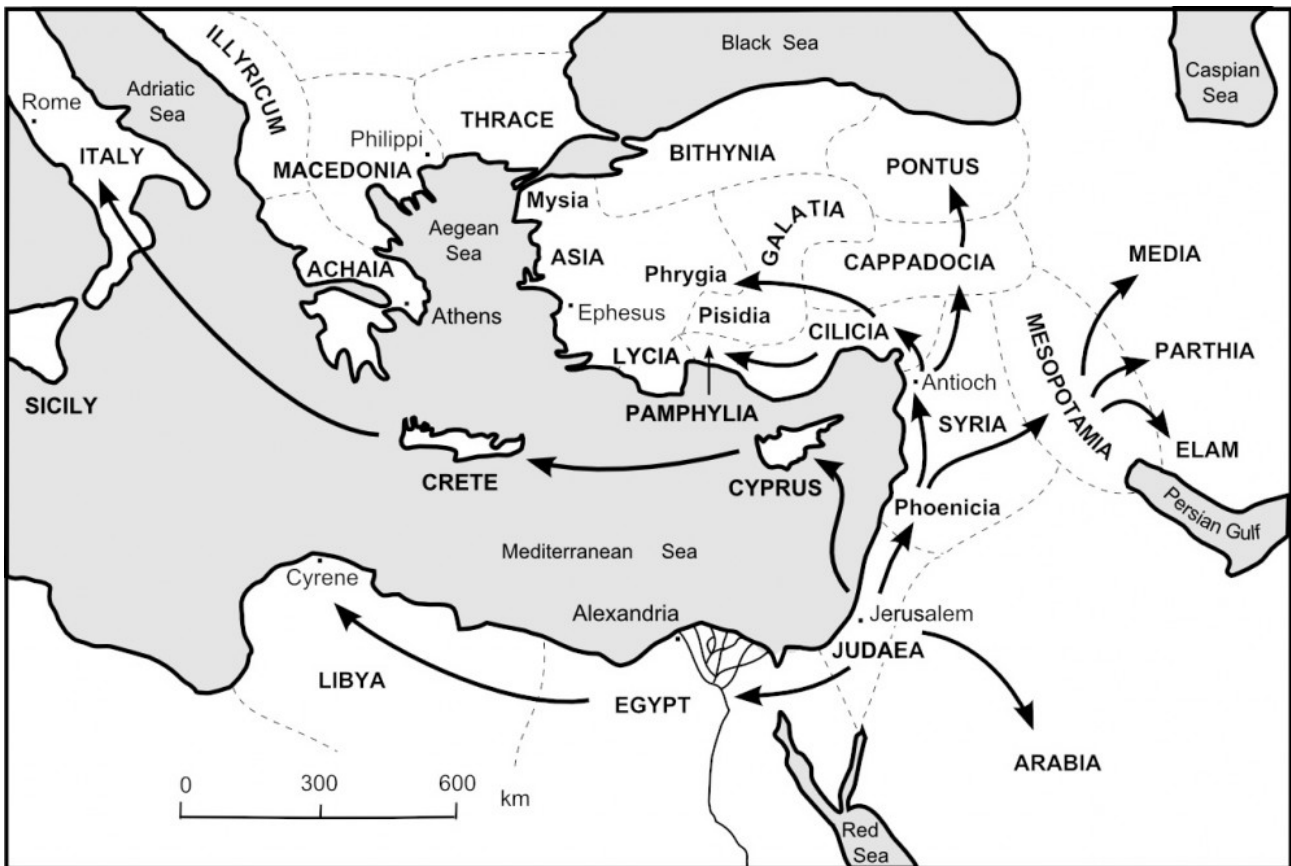 Black Sea
Caspian
Sea
ILLYRICUM
Adriatic
Sea
Rome
THRACE
Philippi
ITALY
MACEDONIA
BITHYNIA
PONTUS
Mysia
GALATIA
Aegean
Sea
ASIA
CAPPADOCIA
MEDIA
ACHAIA
Phrygia
Athens
Ephesus
Pisidia
CILICIA
MESOPOTAMIA
PARTHIA
LYCIA
Antioch
SICILY
PAMPHYLIA
SYRIA
ELAM
CRETE
CYPRUS
Phoenicia
Persian Gulf
Mediterranean Sea
Cyrene
Alexandria
Jerusalem
JUDAEA
LIBYA
EGYPT
ARABIA
0 300 600
km
Red
Sea